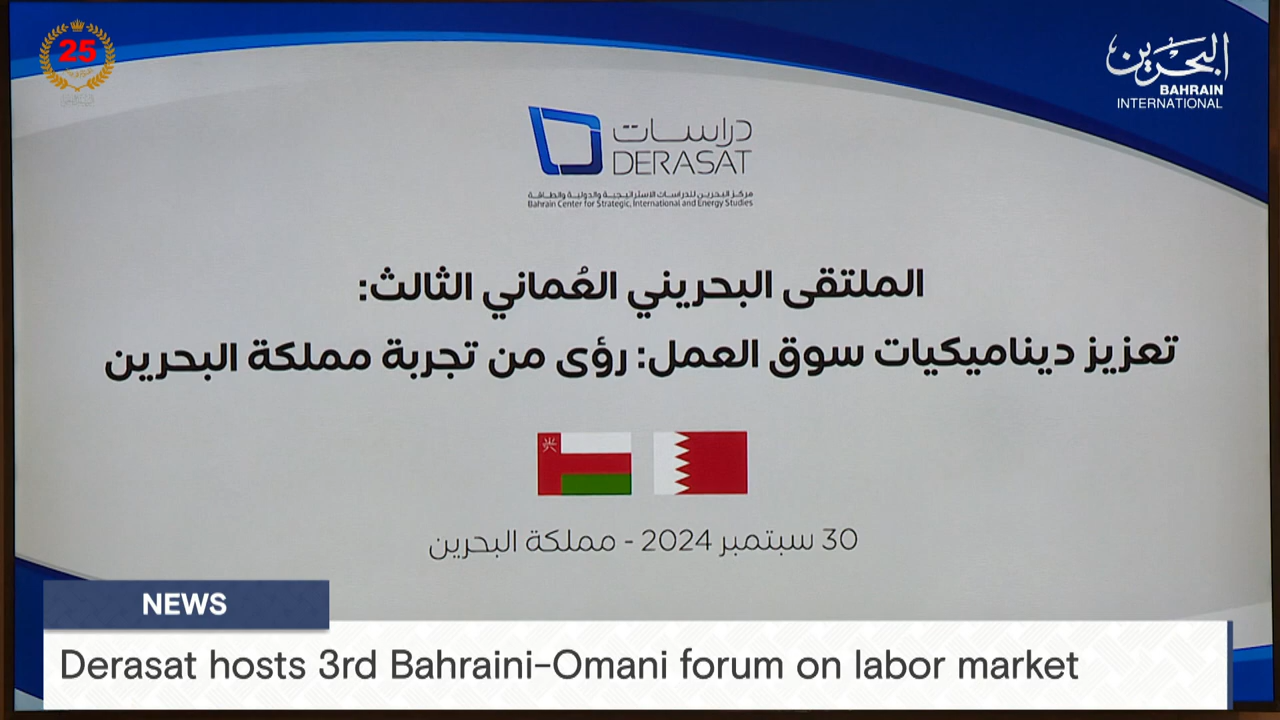 25
البحرين
BAHRAIN
INTERNATIONAL
دراسات
DERASAT
مركز البحرين للدراسات الاستراتيجية والدولية والطاقة
Bahrain Center for Strategic, International and Energy Studies
الملتقى البحريني العُماني الثالث:
تعزيز ديناميكيات سوق العمل: رؤى من تجربة مملكة البحرين
30 سبتمبر 2024 - مملكة البحرين
NEWS
Derasat hosts 3rd Bahraini-Omani forum on labor market